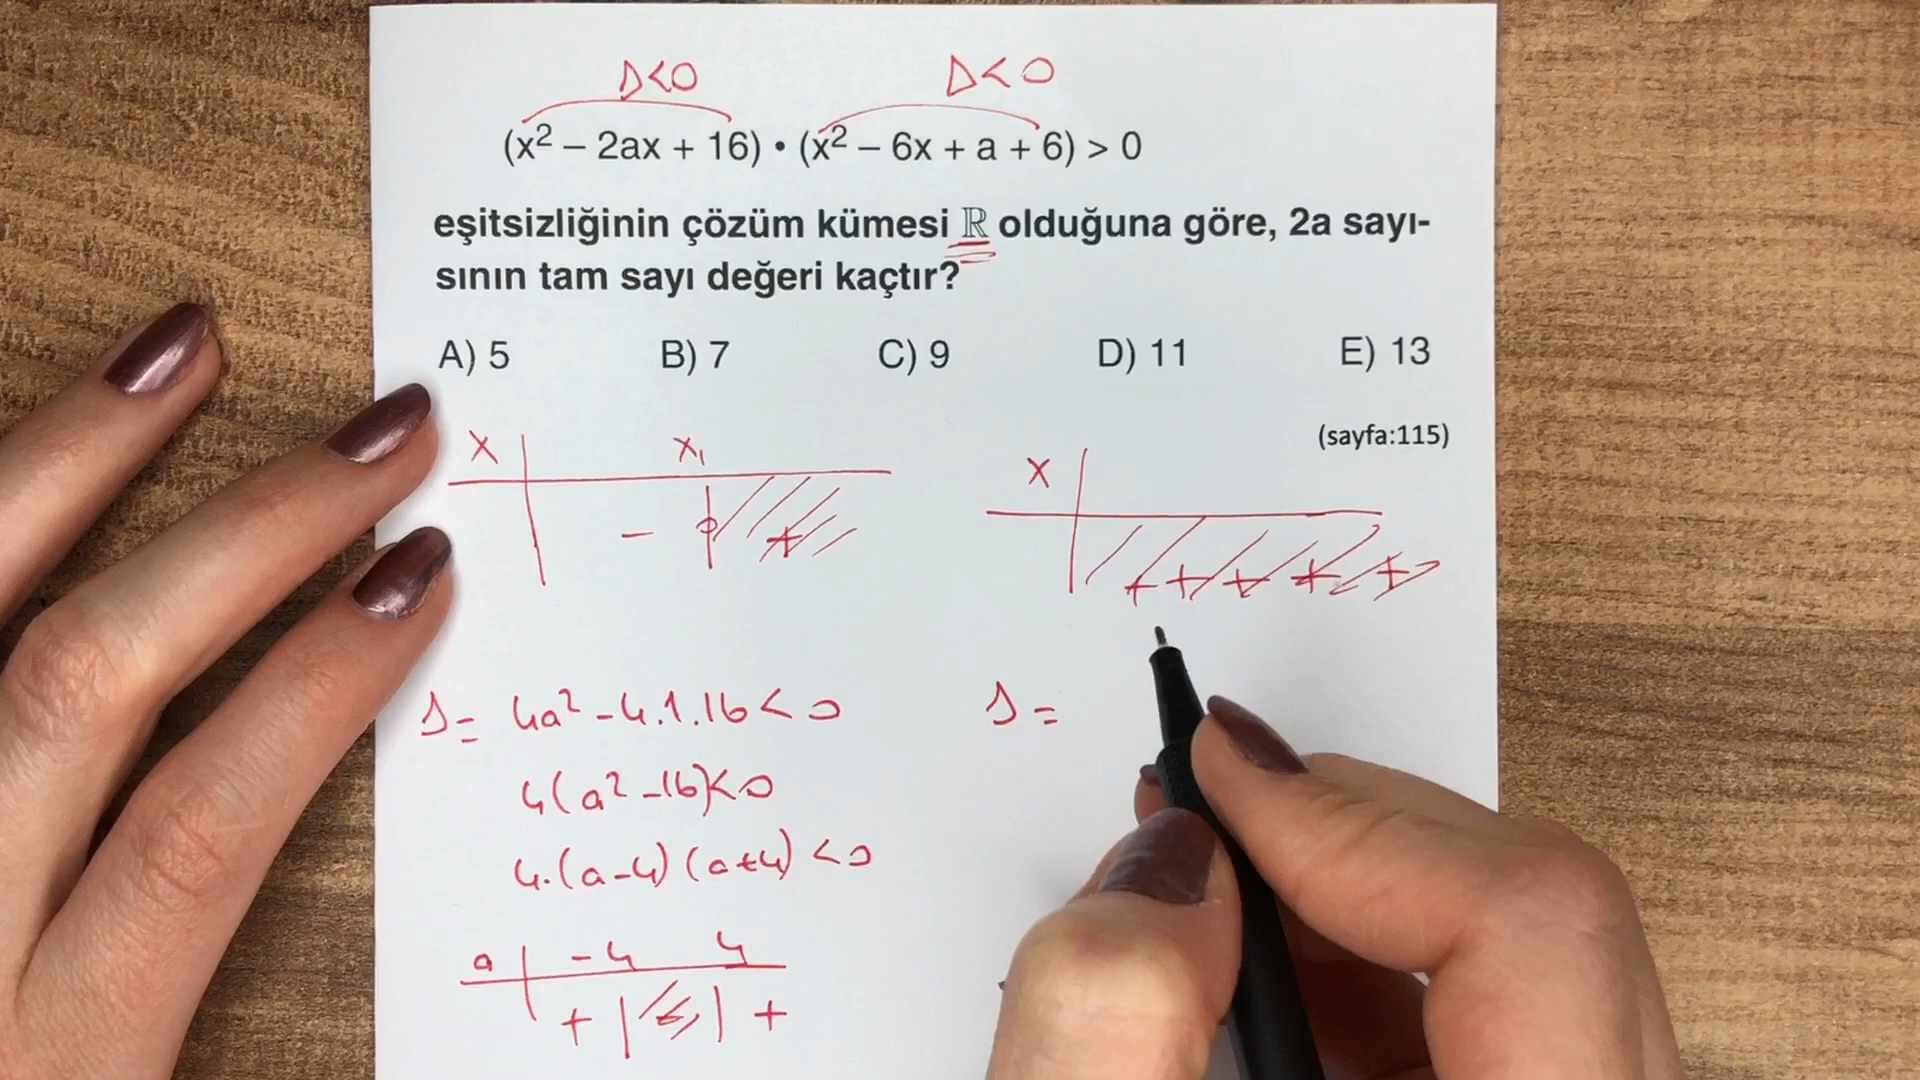 Δ<0 Δ<0
(x² – 2ax + 16) • (x² – 6x + a + 6) > 0
eşitsizliğinin çözüm kümesi ℝ olduğuna göre, 2a sayı-
sının tam sayı değeri kaçtır?
A) 5 B) 7 C) 9 D) 11 E) 13
(sayfa:115)
x x₁
x
– +
+ + + + +
Δ = 4a² – 4.1.16 < 0
Δ =
4(a² – 16) < 0
4.(a–4)(a+4) < 0
a –4 4
+ – +